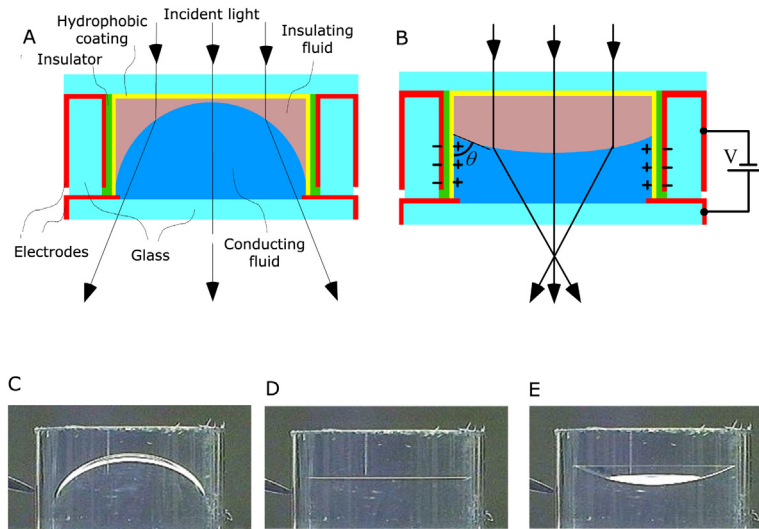 A
Hydrophobic
coating
Incident light
Insulating
fluid
Insulator
Electrodes
Glass
Conducting
fluid
B
θ
V
+ + +
- - -
+ + +
- - -
C
D
E